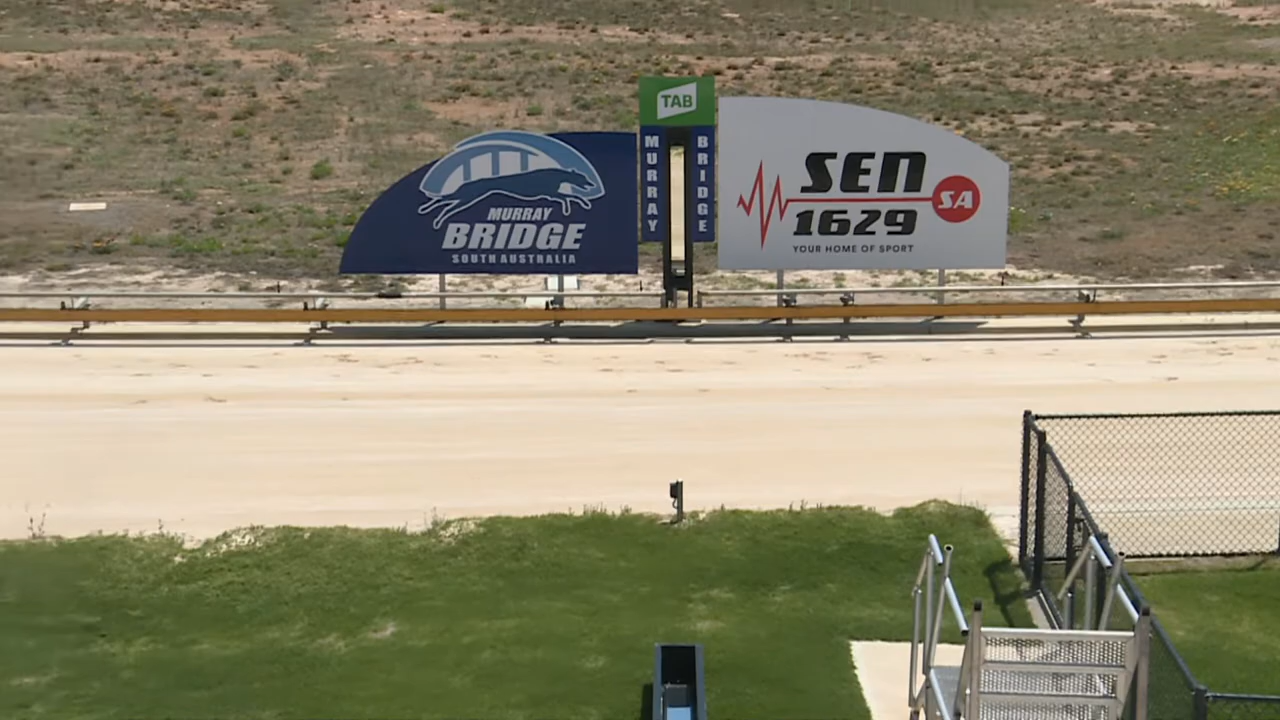 TAB
MURRAY
BRIDGE
MURRAY
BRIDGE
SOUTH AUSTRALIA
SEN
SA
1629
YOUR HOME OF SPORT